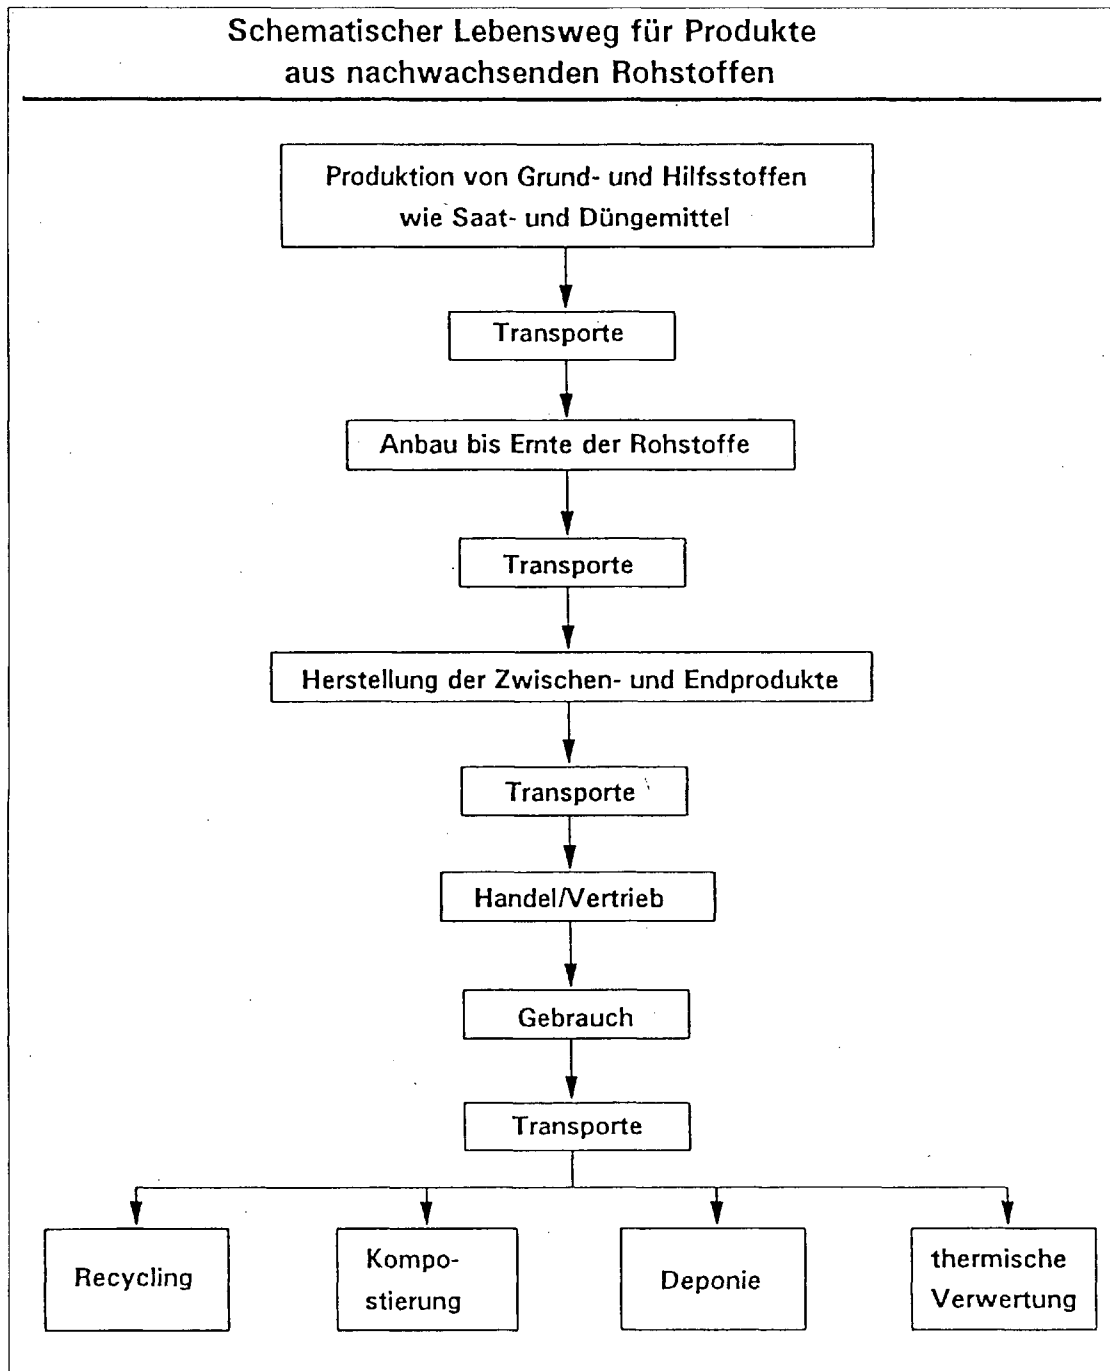 Schematischer Lebensweg für Produkte
aus nachwachsenden Rohstoffen
Produktion von Grund- und Hilfsstoffen
wie Saat- und Düngemittel
Transporte
Anbau bis Ernte der Rohstoffe
Transporte
Herstellung der Zwischen- und Endprodukte
Transporte
Handel/Vertrieb
Gebrauch
Transporte
Recycling
Kompo-
stierung
Deponie
thermische
Verwertung